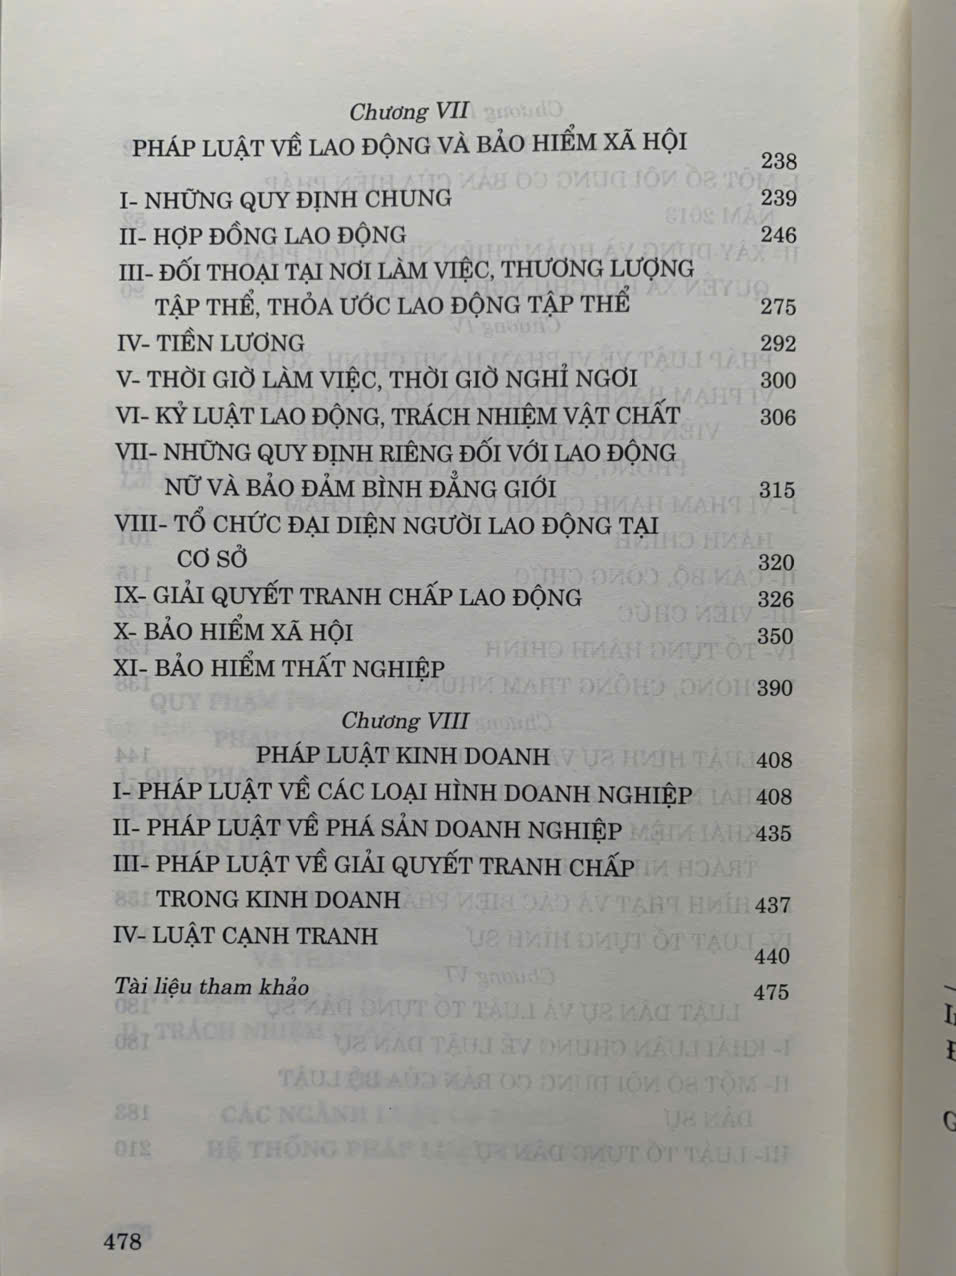 Chương VII
PHÁP LUẬT VỀ LAO ĐỘNG VÀ BẢO HIỂM XÃ HỘI 238
I- NHỮNG QUY ĐỊNH CHUNG 239
II- HỢP ĐỒNG LAO ĐỘNG 246
III- ĐỐI THOẠI TẠI NƠI LÀM VIỆC, THƯƠNG LƯỢNG
TẬP THỂ, THỎA ƯỚC LAO ĐỘNG TẬP THỂ 275
IV- TIỀN LƯƠNG 292
V- THỜI GIỜ LÀM VIỆC, THỜI GIỜ NGHỈ NGƠI 300
VI- KỶ LUẬT LAO ĐỘNG, TRÁCH NHIỆM VẬT CHẤT 306
VII- NHỮNG QUY ĐỊNH RIÊNG ĐỐI VỚI LAO ĐỘNG
NỮ VÀ BẢO ĐẢM BÌNH ĐẲNG GIỚI 315
VIII- TỔ CHỨC ĐẠI DIỆN NGƯỜI LAO ĐỘNG TẠI
CƠ SỞ 320
IX- GIẢI QUYẾT TRANH CHẤP LAO ĐỘNG 326
X- BẢO HIỂM XÃ HỘI 350
XI- BẢO HIỂM THẤT NGHIỆP 390
Chương VIII
PHÁP LUẬT KINH DOANH 408
I- PHÁP LUẬT VỀ CÁC LOẠI HÌNH DOANH NGHIỆP 408
II- PHÁP LUẬT VỀ PHÁ SẢN DOANH NGHIỆP 435
III- PHÁP LUẬT VỀ GIẢI QUYẾT TRANH CHẤP
TRONG KINH DOANH 437
IV- LUẬT CẠNH TRANH 440
Tài liệu tham khảo 475
478